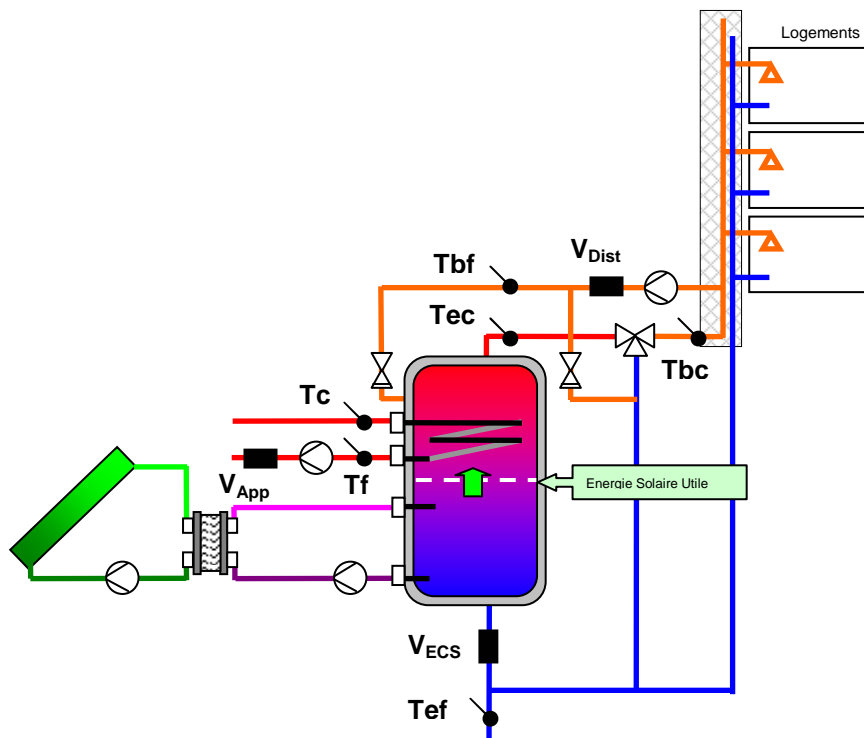 Logements
VDist
Tbf
Tec
Tbc
Tc
VApp
Tf
Energie Solaire Utile
VECS
Tef